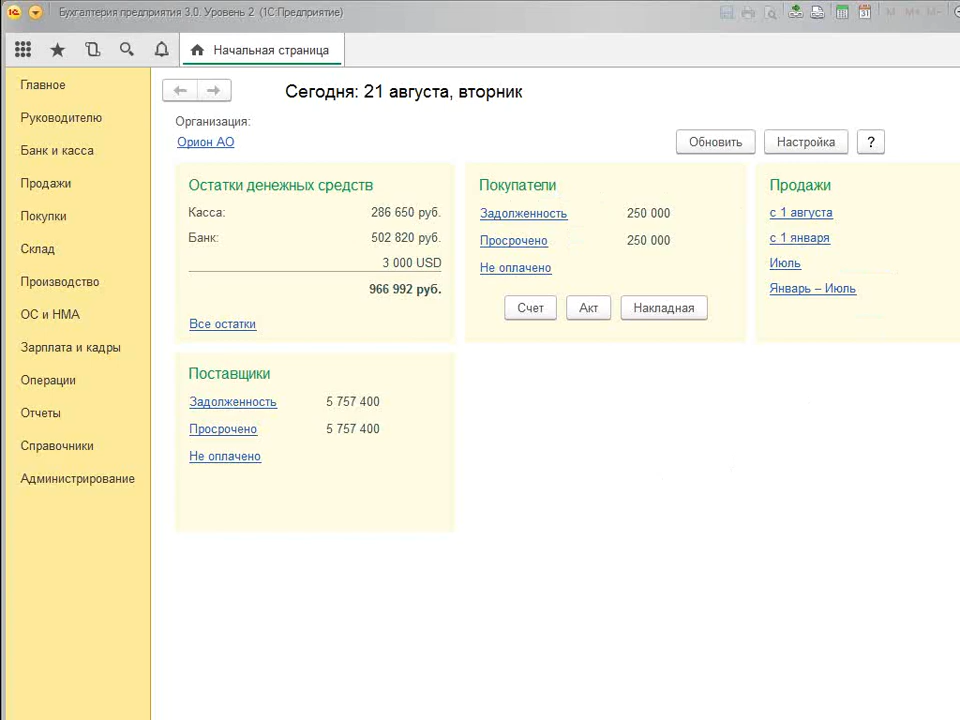 Бухгалтерия предприятия 3.0. Уровень 2 (1С:Предприятие)
Начальная страница
Главное
Руководителю
Банк и касса
Продажи
Покупки
Склад
Производство
ОС и НМА
Зарплата и кадры
Операции
Отчеты
Справочники
Администрирование
Сегодня: 21 августа, вторник
Организация:
Орион АО
Обновить
Настройка
?
Остатки денежных средств
Касса: 286 650 руб.
Банк: 502 820 руб.
3 000 USD
966 992 руб.
Все остатки
Покупатели
Задолженность 250 000
Просрочено 250 000
Не оплачено
Счет
Акт
Накладная
Продажи
с 1 августа
с 1 января
Июль
Январь – Июль
Поставщики
Задолженность 5 757 400
Просрочено 5 757 400
Не оплачено